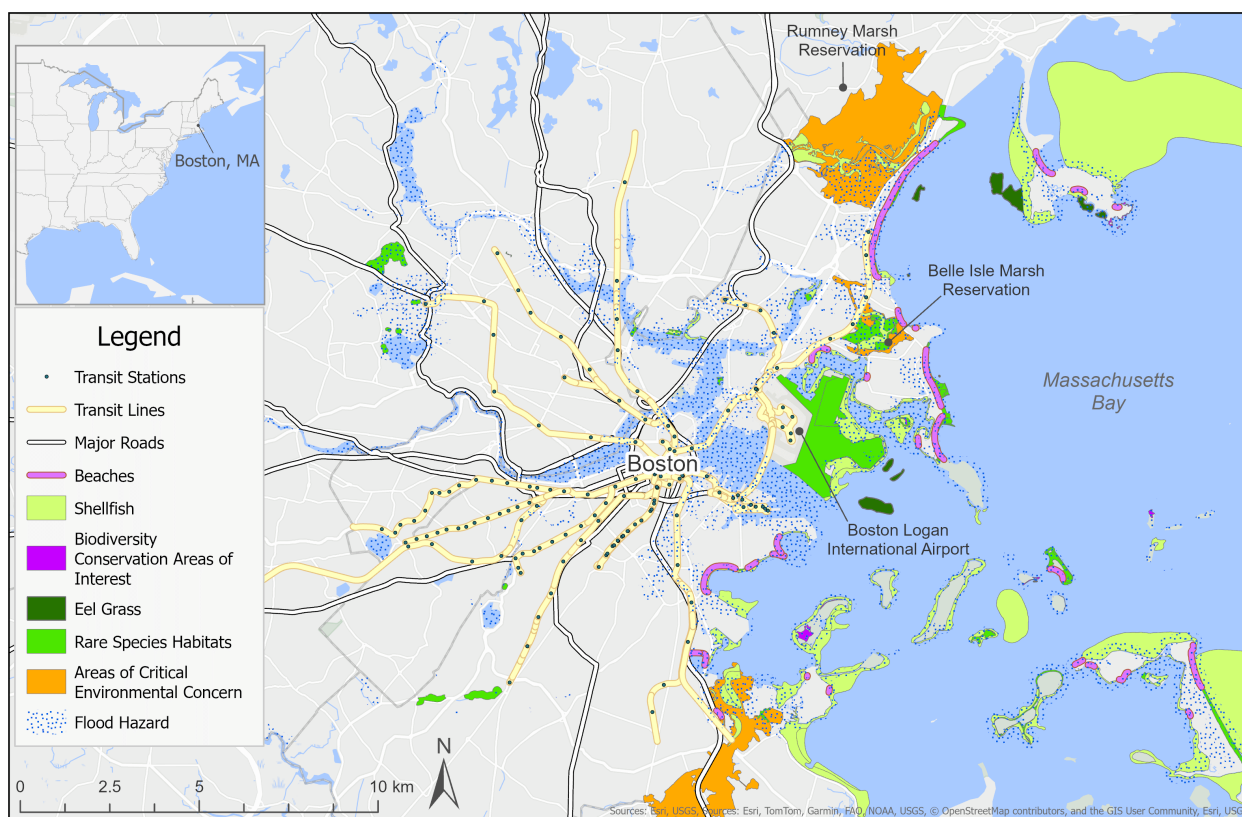 Rumney Marsh
Reservation
Boston, MA
Belle Isle Marsh
Reservation
Massachusetts
Bay
Legend
Transit Stations
Transit Lines
Major Roads
Beaches
Shellfish
Biodiversity
Conservation Areas of
Interest
Eel Grass
Rare Species Habitats
Areas of Critical
Environmental Concern
Flood Hazard
Boston
Boston Logan
International Airport
N
0 5 10 km
Sources: Esri, USGS, Sources: Esri, TomTom, Garmin, FAO, NOAA, USGS, © OpenStreetMap contributors, and the GIS User Community, Esri, USG